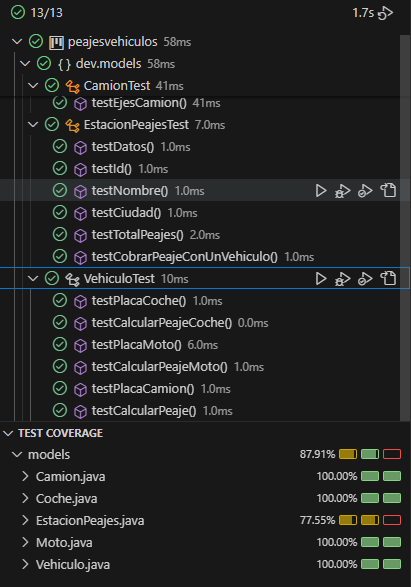 13/13 1.7s
peajesvehiculos 58ms
{ } dev.models 58ms
CamionTest 41ms
testEjesCamion() 41ms
EstacionPeajesTest 7.0ms
testDatos() 1.0ms
testId() 1.0ms
testNombre() 1.0ms
testCiudad() 1.0ms
testTotalPeajes() 2.0ms
testCobrarPeajeConUnVehiculo() 1.0ms
VehiculoTest 10ms
testPlacaCoche() 1.0ms
testCalcularPeajeCoche() 0.0ms
testPlacaMoto() 6.0ms
testCalcularPeajeMoto() 1.0ms
testPlacaCamion() 1.0ms
testCalcularPeaje() 1.0ms
TEST COVERAGE
models 87.91%
Camion.java 100.00%
Coche.java 100.00%
EstacionPeajes.java 77.55%
Moto.java 100.00%
Vehiculo.java 100.00%